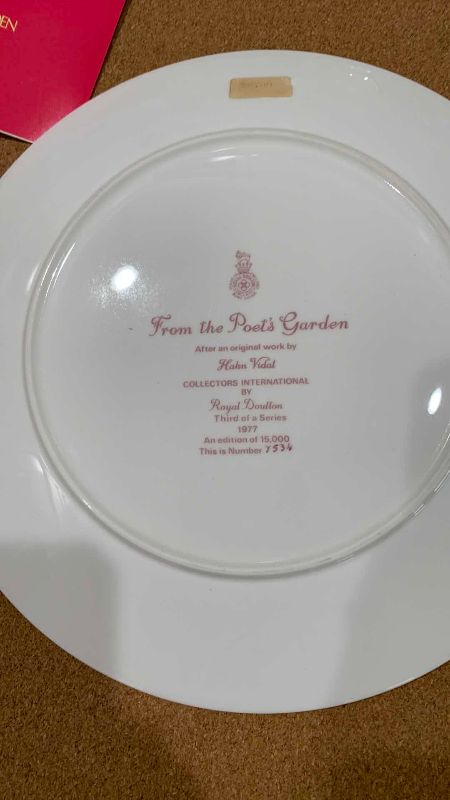 From the Poet's Garden
After an original work by
Hahn Vidal
COLLECTORS INTERNATIONAL
BY
Royal Doulton
Third of a Series
1977
An edition of 15,000
This is Number 7534